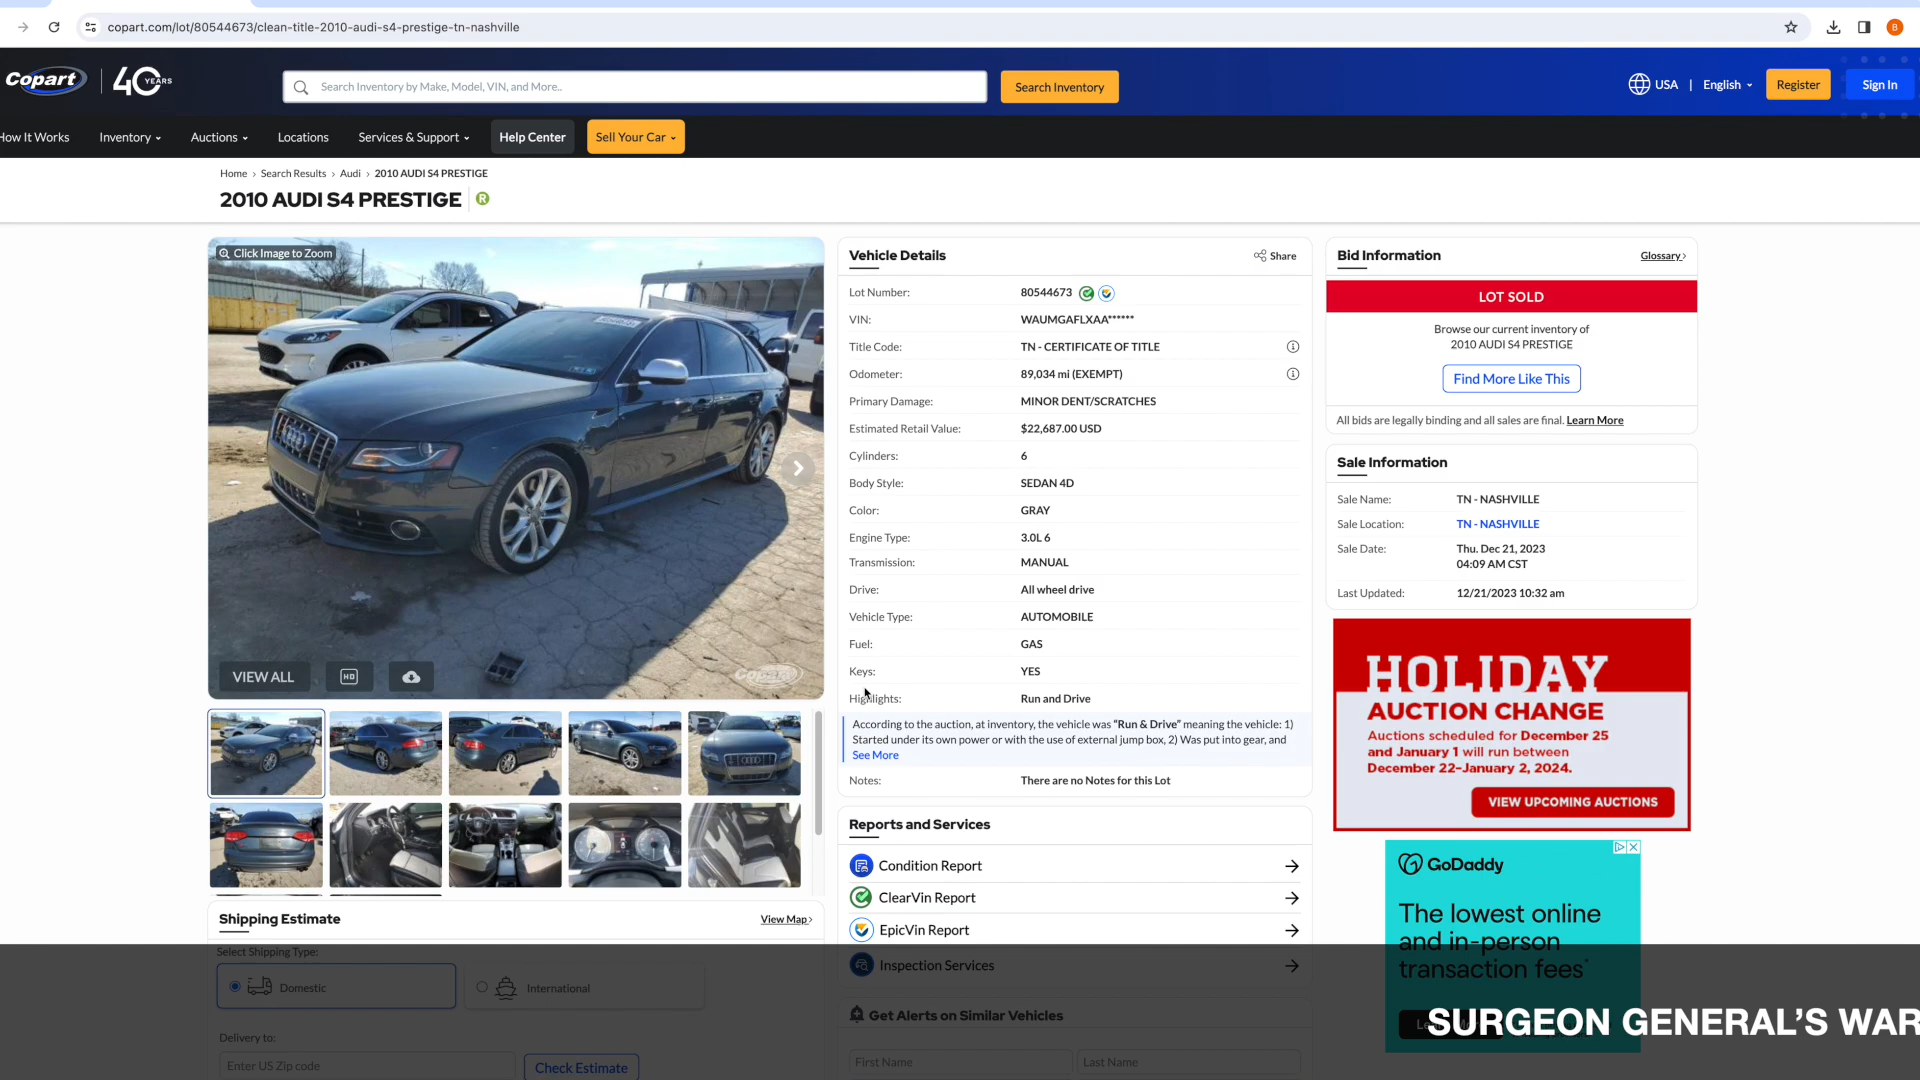 copart.com/lot/80544673/clean-title-2010-audi-s4-prestige-tn-nashville
B
Copart
40 YEARS
Search Inventory by Make, Model, VIN, and More..
Search Inventory
USA | English
Register
Sign In
How It Works
Inventory
Auctions
Locations
Services & Support
Help Center
Sell Your Car
Home › Search Results › Audi › 2010 AUDI S4 PRESTIGE
2010 AUDI S4 PRESTIGE
R
Click Image to Zoom
VIEW ALL
HD
Copart
Shipping Estimate
View Map ›
Select Shipping Type:
Domestic
International
Delivery to:
Enter US Zip code
Check Estimate
Vehicle Details
Share
Lot Number: 80544673
VIN: WAUMGAFLXAA******
Title Code: TN - CERTIFICATE OF TITLE
Odometer: 89,034 mi (EXEMPT)
Primary Damage: MINOR DENT/SCRATCHES
Estimated Retail Value: $22,687.00 USD
Cylinders: 6
Body Style: SEDAN 4D
Color: GRAY
Engine Type: 3.0L 6
Transmission: MANUAL
Drive: All wheel drive
Vehicle Type: AUTOMOBILE
Fuel: GAS
Keys: YES
Highlights: Run and Drive
According to the auction, at inventory, the vehicle was “Run & Drive” meaning the vehicle: 1)
Started under its own power or with the use of external jump box, 2) Was put into gear, and
See More
Notes: There are no Notes for this Lot
Reports and Services
Condition Report
ClearVin Report
EpicVin Report
Inspection Services
Get Alerts on Similar Vehicles
First Name
Last Name
Bid Information
Glossary ›
LOT SOLD
Browse our current inventory of
2010 AUDI S4 PRESTIGE
Find More Like This
All bids are legally binding and all sales are final. Learn More
Sale Information
Sale Name: TN - NASHVILLE
Sale Location: TN - NASHVILLE
Sale Date: Thu. Dec 21, 2023
04:09 AM CST
Last Updated: 12/21/2023 10:32 am
HOLIDAY
AUCTION CHANGE
Auctions scheduled for December 25
and January 1 will run between
December 22–January 2, 2024.
VIEW UPCOMING AUCTIONS
GoDaddy
The lowest online
and in-person
transaction fees*
SURGEON GENERAL’S WAR